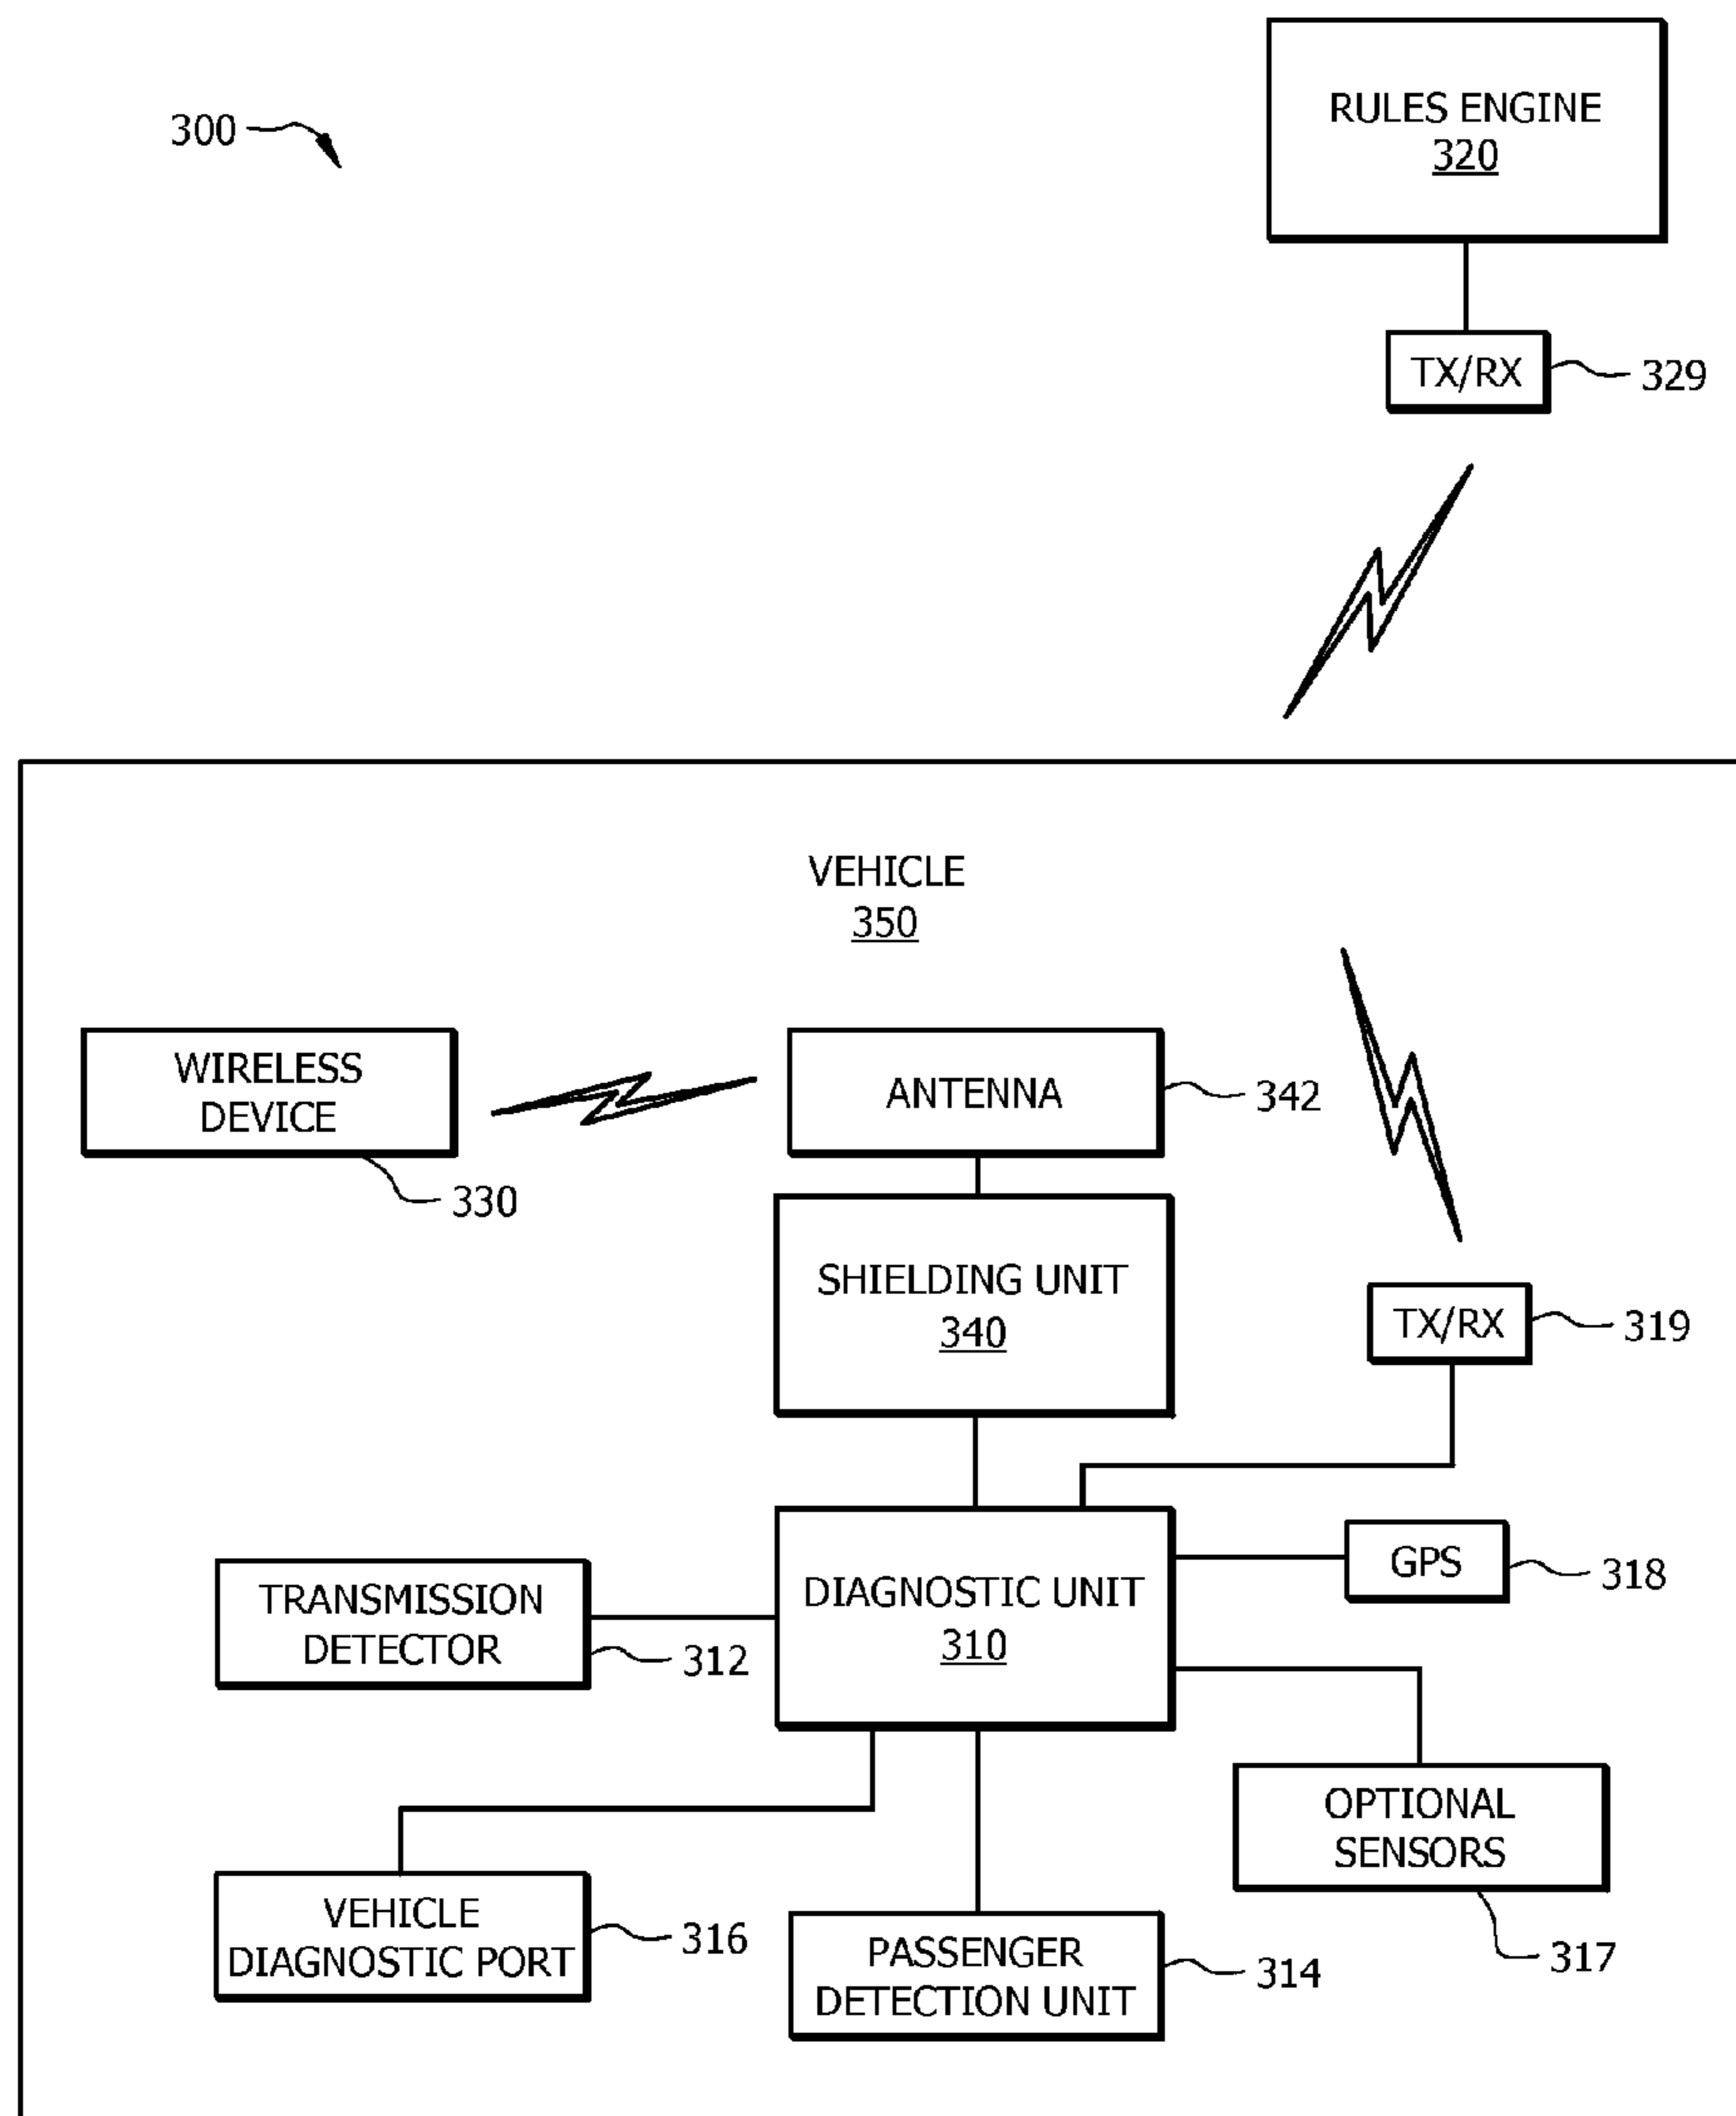 RULES ENGINE
320
300
TX/RX
329
VEHICLE
350
WIRELESS
DEVICE
330
ANTENNA
342
SHIELDING UNIT
340
TX/RX
319
DIAGNOSTIC UNIT
310
GPS
318
TRANSMISSION
DETECTOR
312
OPTIONAL
SENSORS
317
VEHICLE
DIAGNOSTIC PORT
316
PASSENGER
DETECTION UNIT
314